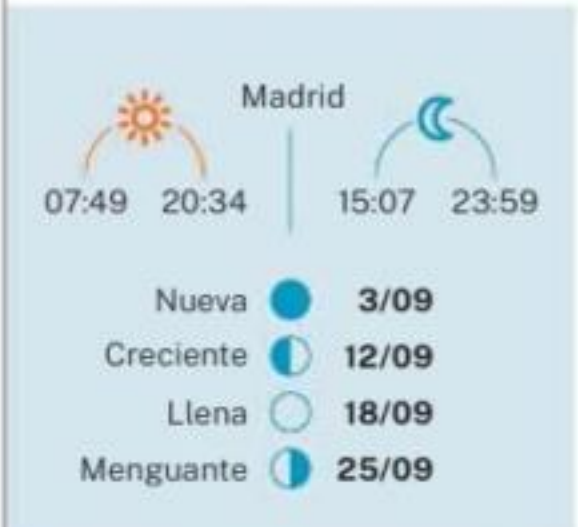 Madrid
07:49 20:34 15:07 23:59
Nueva 3/09
Creciente 12/09
Llena 18/09
Menguante 25/09